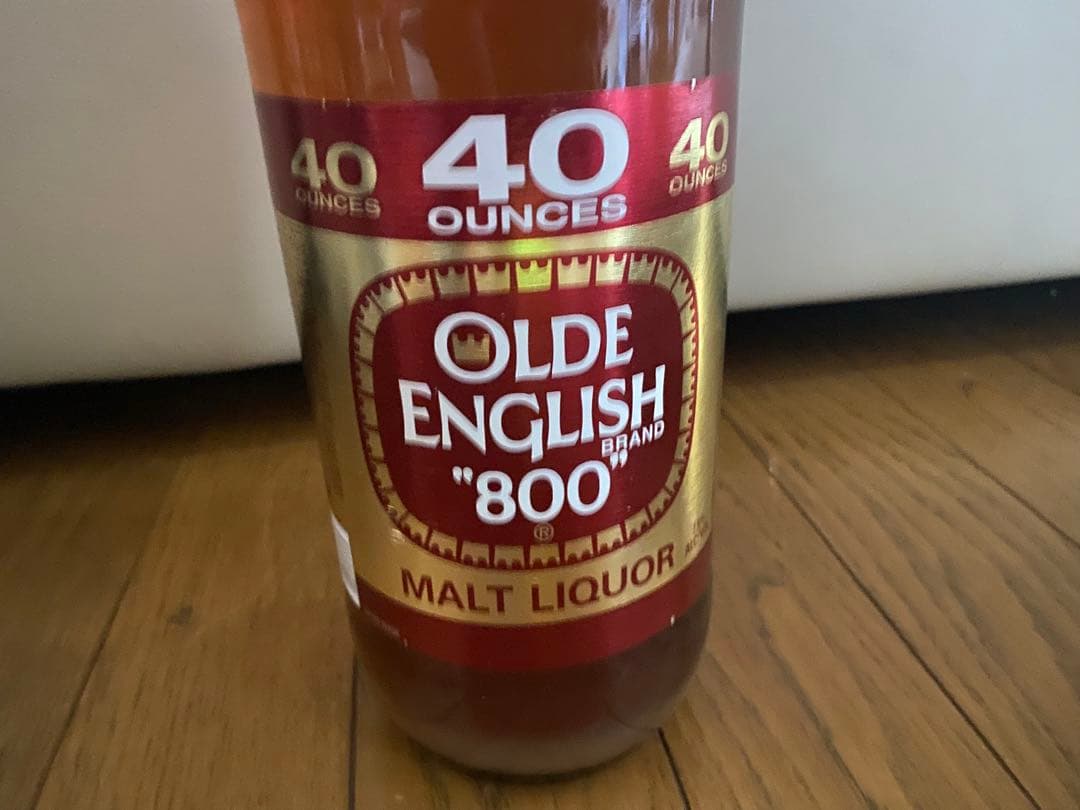 40 40 40
OUNCES OUNCES OUNCES
OLDE
ENGLISH
BRAND
"800"
®
MALT LIQUOR